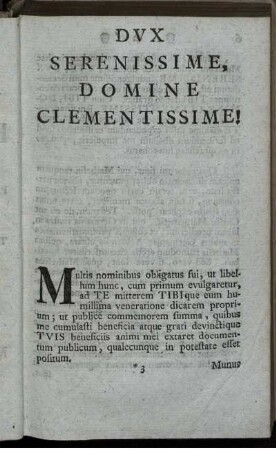 DVX
SERENISSIME,
DOMINE
CLEMENTISSIME!
Multis nominibus obligatus fui, ut libel-
lum hunc, cum primum evulgaretur,
ad TE mitterem TIBIque eum hu-
millima veneratione dicarem propri-
um; ut publice commemorem summa, quibus
me cumulasti beneficia atque grati devinctique
TVIS beneficiis animi mei extaret documen-
tum publicum, qualecunque in potestate esset
positum.
* 3 Munus